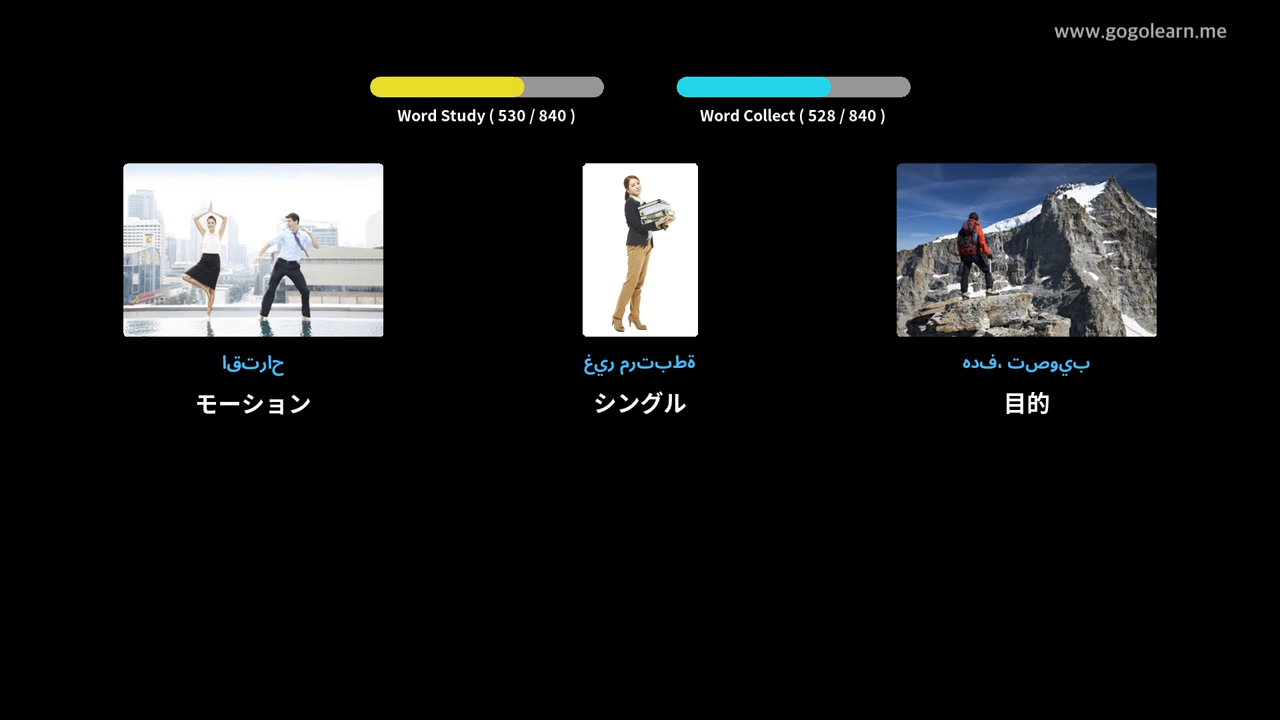 www.gogolearn.me
Word Study ( 530 / 840 )
Word Collect ( 528 / 840 )
اقتراح
モーション
غير مرتبطة
シングル
هدف، تصويب
目的